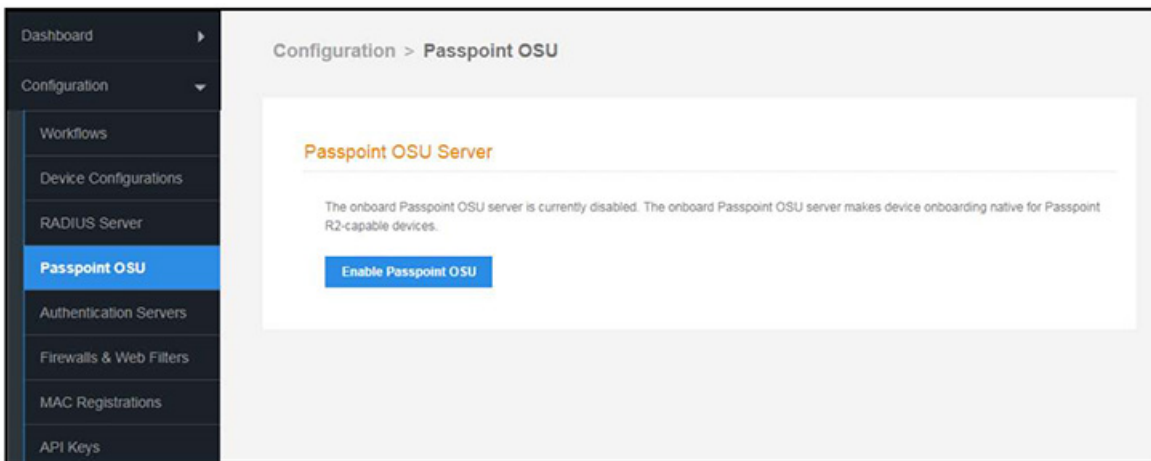 Dashboard
Configuration
Workflows
Device Configurations
RADIUS Server
Passpoint OSU
Authentication Servers
Firewalls & Web Filters
MAC Registrations
API Keys
Configuration > Passpoint OSU
Passpoint OSU Server
The onboard Passpoint OSU server is currently disabled. The onboard Passpoint OSU server makes device onboarding native for Passpoint
R2-capable devices.
Enable Passpoint OSU